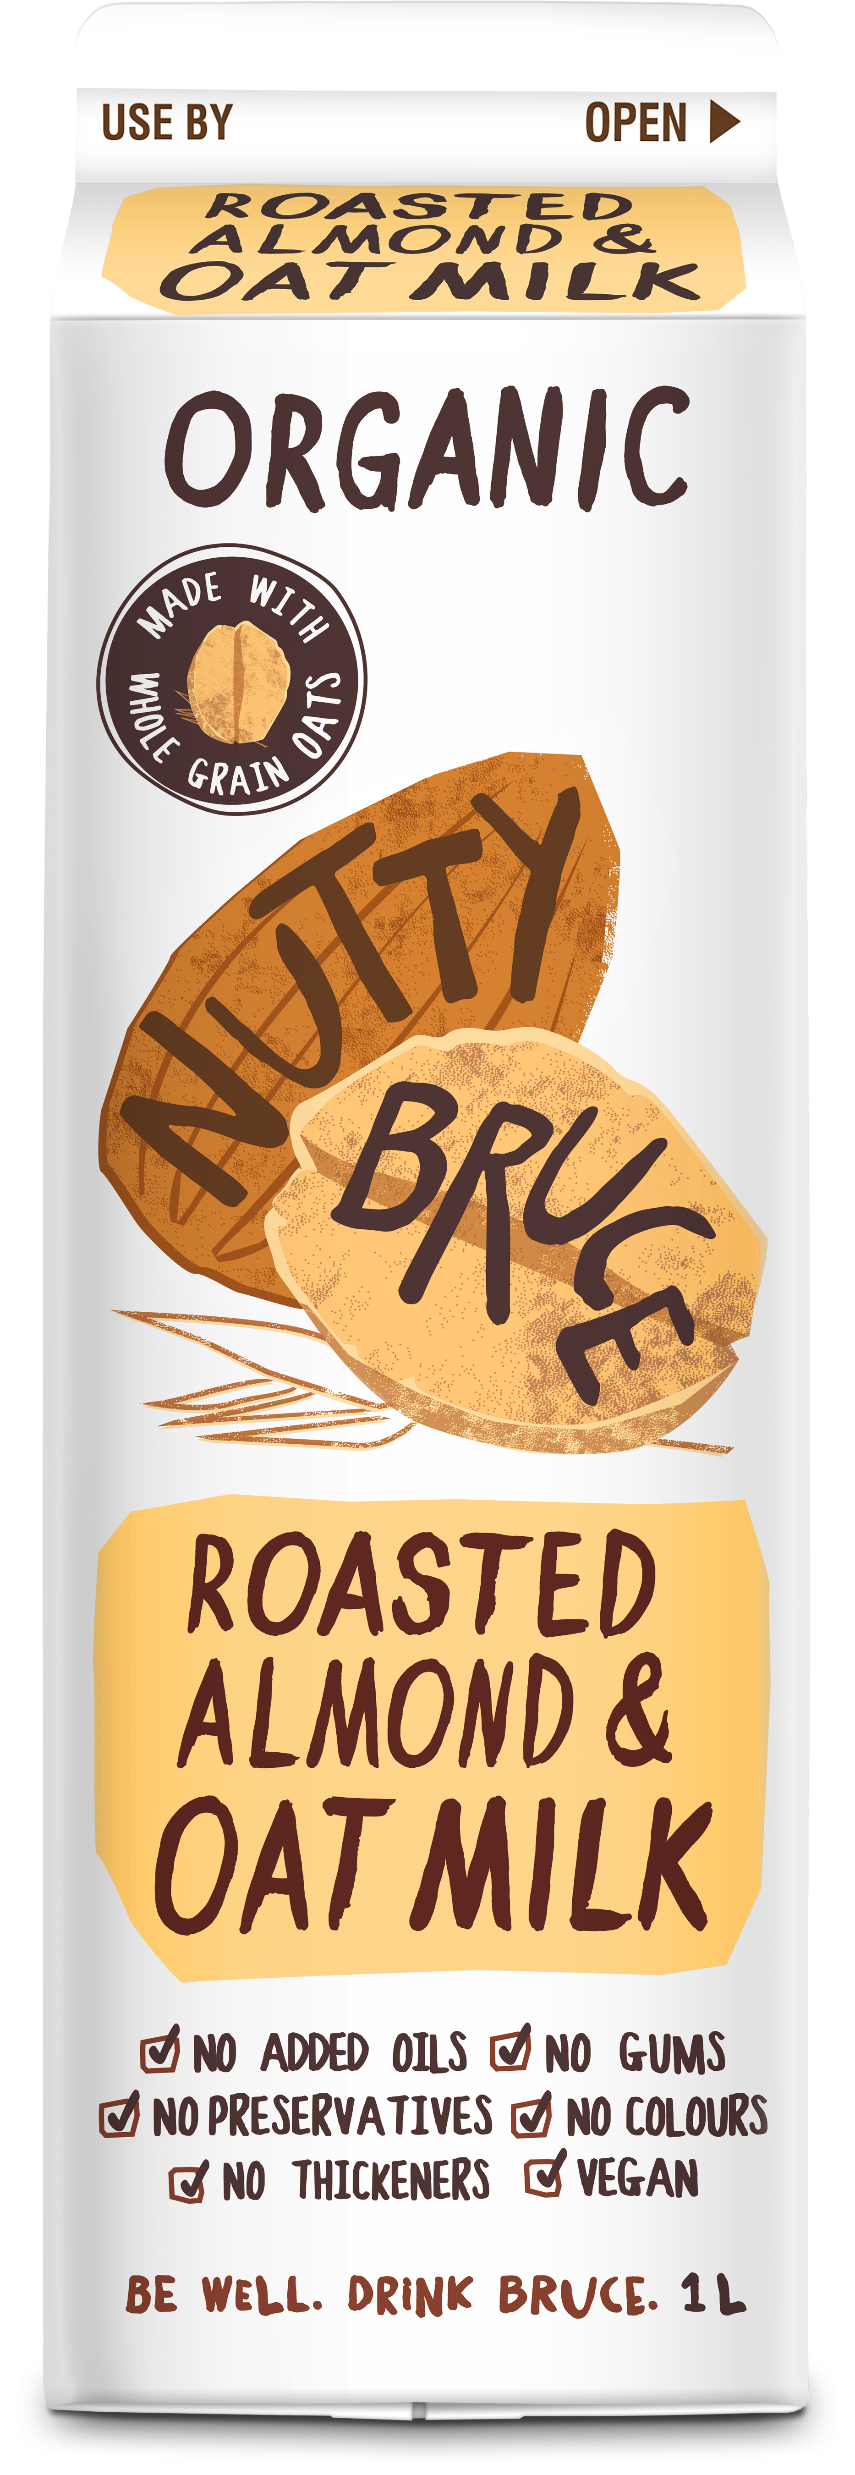 USE BY OPEN
ROASTED
ALMOND &
OAT MILK
ORGANIC
MADE WITH
WHOLE GRAIN OATS
NUTTY
BRUCE
ROASTED
ALMOND &
OAT MILK
NO ADDED OILS NO GUMS
NO PRESERVATIVES NO COLOURS
NO THICKENERS VEGAN
BE WELL. DRINK BRUCE. 1L